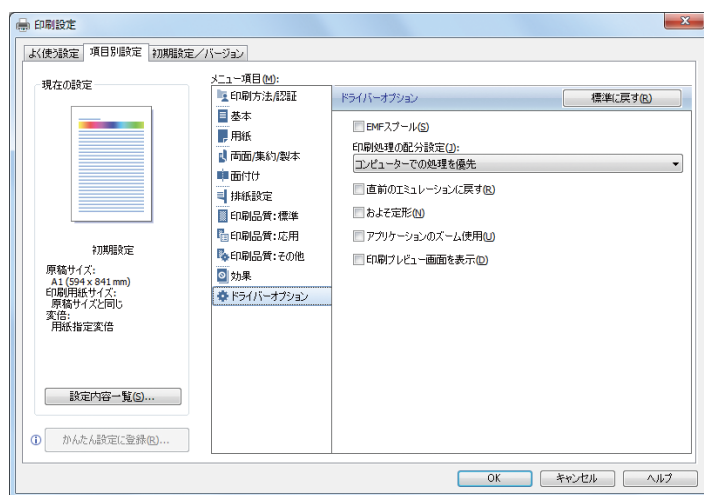 印刷設定
よく使う設定
項目別設定
初期設定／バージョン
現在の設定
初期設定
原稿サイズ:
A1 (594 x 841 mm)
印刷用紙サイズ:
原稿サイズと同じ
変倍:
用紙指定変倍
設定内容一覧(S)...
かんたん設定に登録(R)...
メニュー項目(M):
印刷方法/認証
基本
用紙
両面/集約/製本
面付け
排紙設定
印刷品質:標準
印刷品質:応用
印刷品質:その他
効果
ドライバーオプション
ドライバーオプション
標準に戻す(R)
EMFスプール(S)
印刷処理の配分設定(J):
コンピューターでの処理を優先
直前のエミュレーションに戻す(R)
およそ定形(N)
アプリケーションのズーム使用(U)
印刷プレビュー画面を表示(D)
OK
キャンセル
ヘルプ